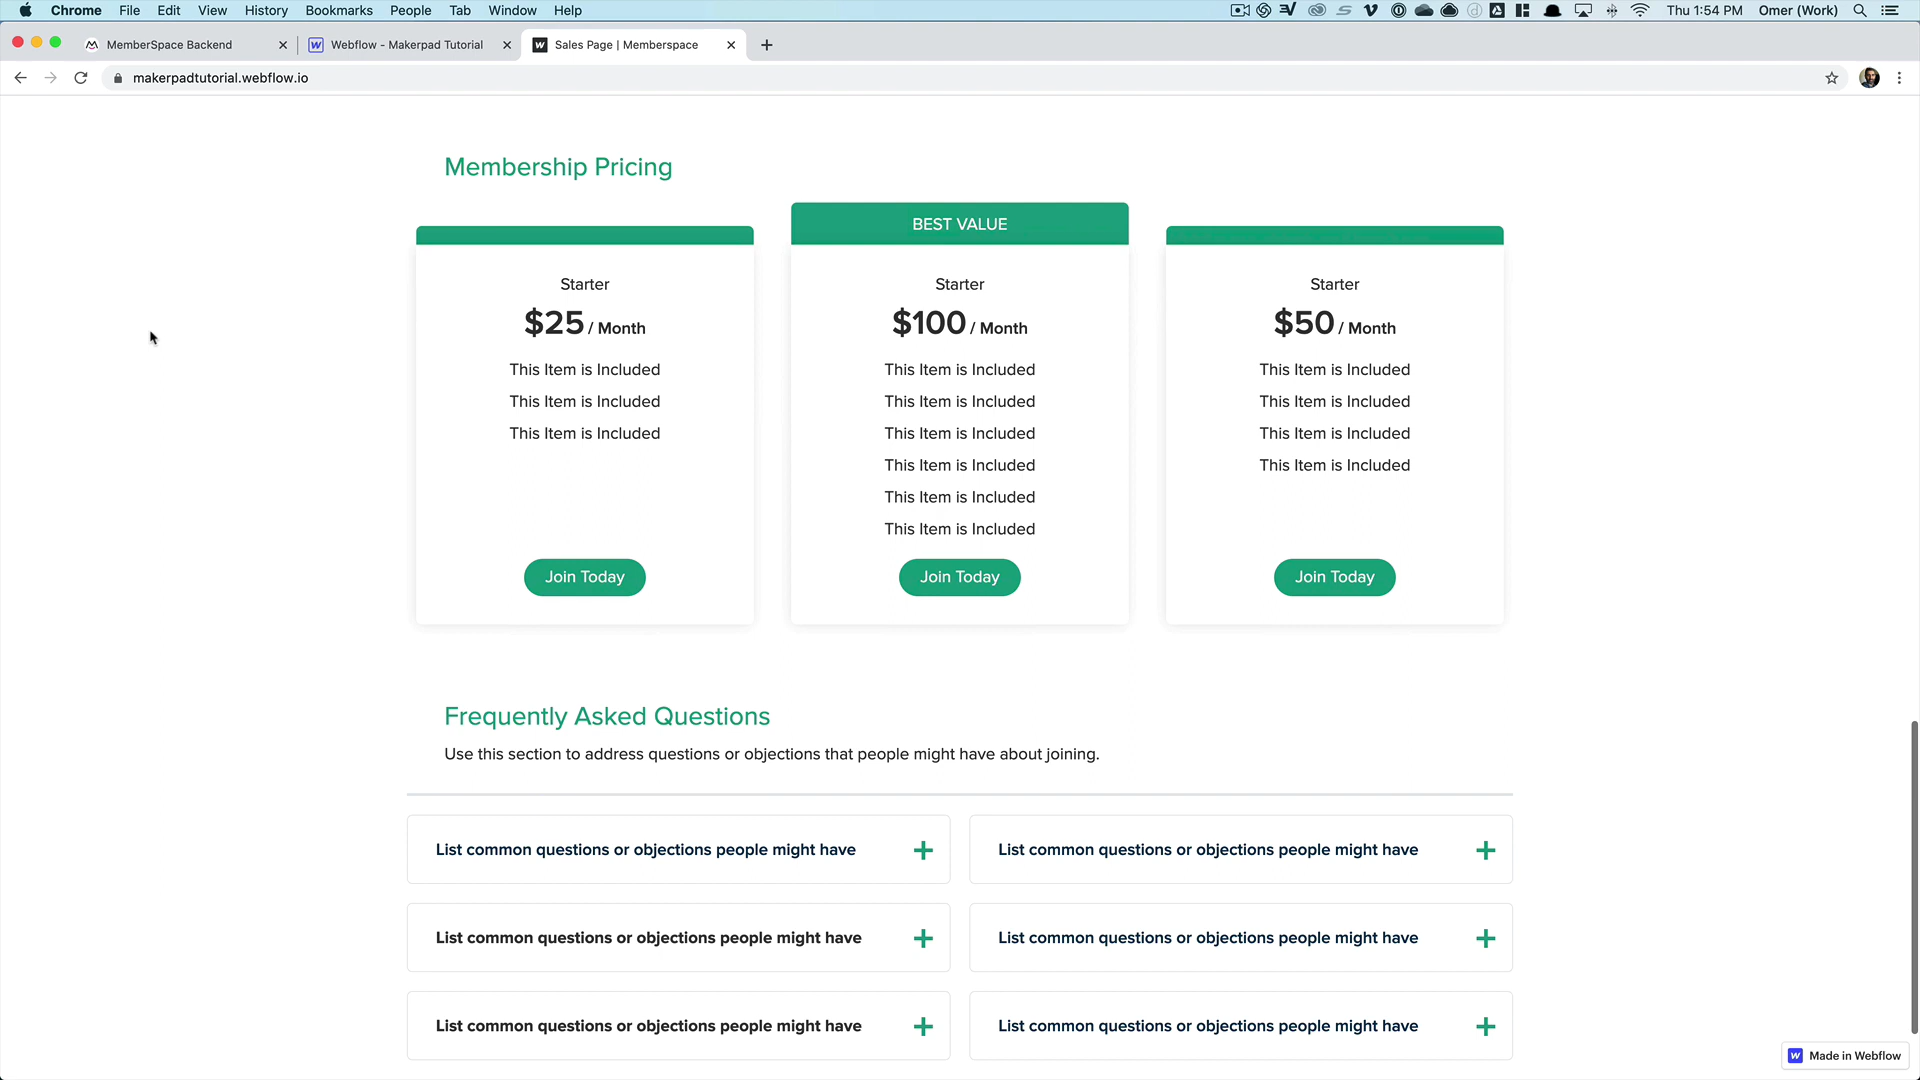 Chrome File Edit View History Bookmarks People Tab Window Help Thu 1:54 PM Omer (Work)
MemberSpace Backend Webflow - Makerpad Tutorial Sales Page | Memberspace
makerpadtutorial.webflow.io
Membership Pricing
Starter
$25 / Month
This Item is Included
This Item is Included
This Item is Included
Join Today
BEST VALUE
Starter
$100 / Month
This Item is Included
This Item is Included
This Item is Included
This Item is Included
This Item is Included
This Item is Included
Join Today
Starter
$50 / Month
This Item is Included
This Item is Included
This Item is Included
This Item is Included
Join Today
Frequently Asked Questions
Use this section to address questions or objections that people might have about joining.
List common questions or objections people might have
List common questions or objections people might have
List common questions or objections people might have
List common questions or objections people might have
List common questions or objections people might have
List common questions or objections people might have
Made in Webflow